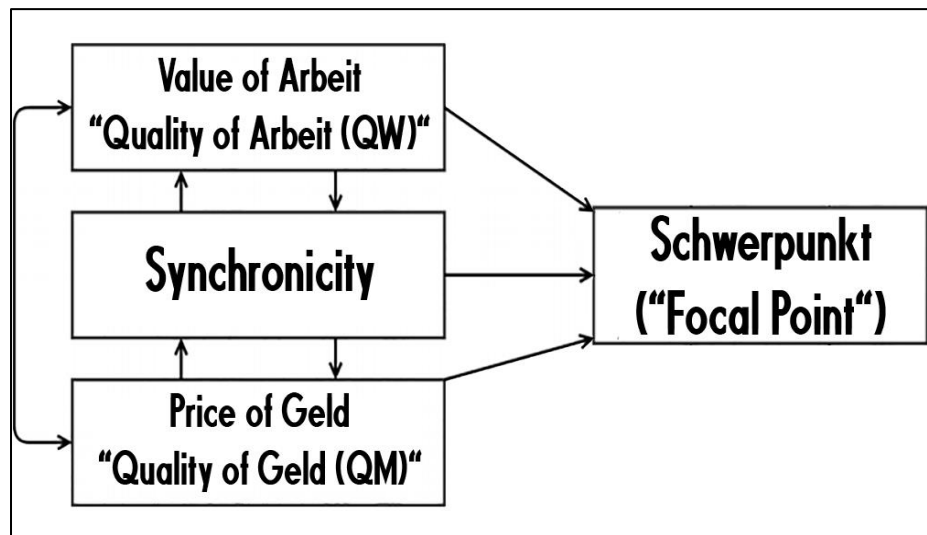 Value of Arbeit
“Quality of Arbeit (QW)“
Synchronicity
Schwerpunkt
(“Focal Point“)
Price of Geld
“Quality of Geld (QM)“